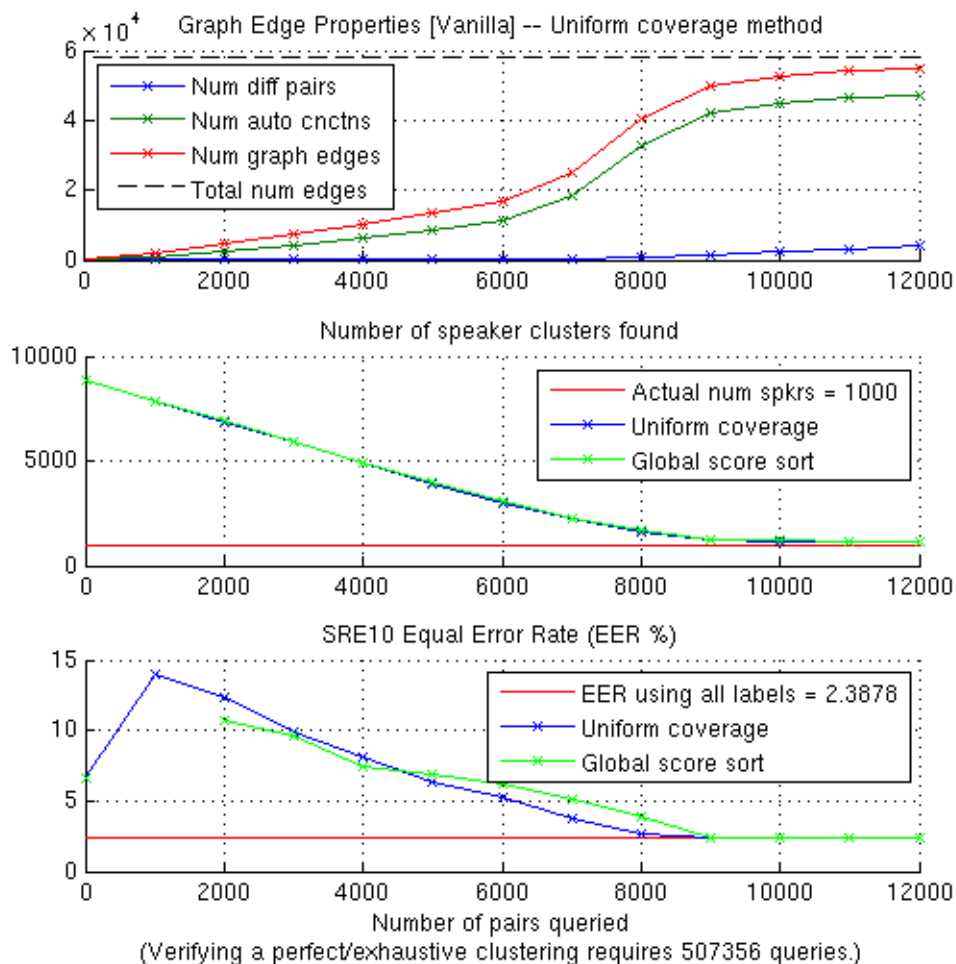 Graph Edge Properties [Vanilla] -- Uniform coverage method
× 10^4
6
4
2
0
Num diff pairs
Num auto cnctns
Num graph edges
Total num edges
0 2000 4000 6000 8000 10000 12000
Number of speaker clusters found
10000
5000
0
Actual num spkrs = 1000
Uniform coverage
Global score sort
0 2000 4000 6000 8000 10000 12000
SRE10 Equal Error Rate (EER %)
15
10
5
0
EER using all labels = 2.3878
Uniform coverage
Global score sort
0 2000 4000 6000 8000 10000 12000
Number of pairs queried
(Verifying a perfect/exhaustive clustering requires 507356 queries.)